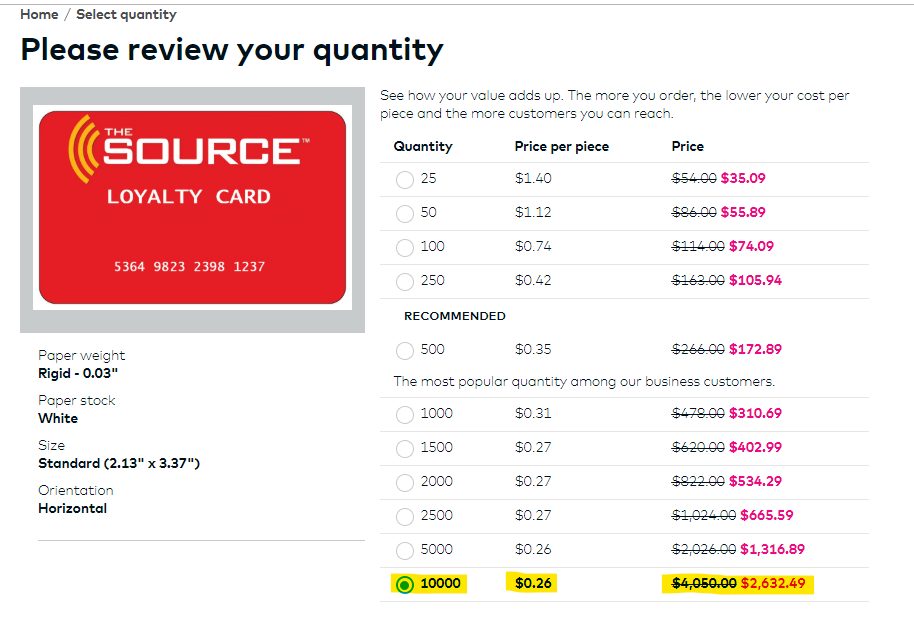 Home / Select quantity
Please review your quantity
THE
SOURCE™
LOYALTY CARD
5364 9823 2398 1237
Paper weight
Rigid - 0.03"
Paper stock
White
Size
Standard (2.13" x 3.37")
Orientation
Horizontal
See how your value adds up. The more you order, the lower your cost per
piece and the more customers you can reach.
Quantity Price per piece Price
25 $1.40 $54.00 $35.09
50 $1.12 $86.00 $55.89
100 $0.74 $114.00 $74.09
250 $0.42 $163.00 $105.94
RECOMMENDED
500 $0.35 $266.00 $172.89
The most popular quantity among our business customers.
1000 $0.31 $478.00 $310.69
1500 $0.27 $620.00 $402.99
2000 $0.27 $822.00 $534.29
2500 $0.27 $1,024.00 $665.59
5000 $0.26 $2,026.00 $1,316.89
10000 $0.26 $4,050.00 $2,632.49